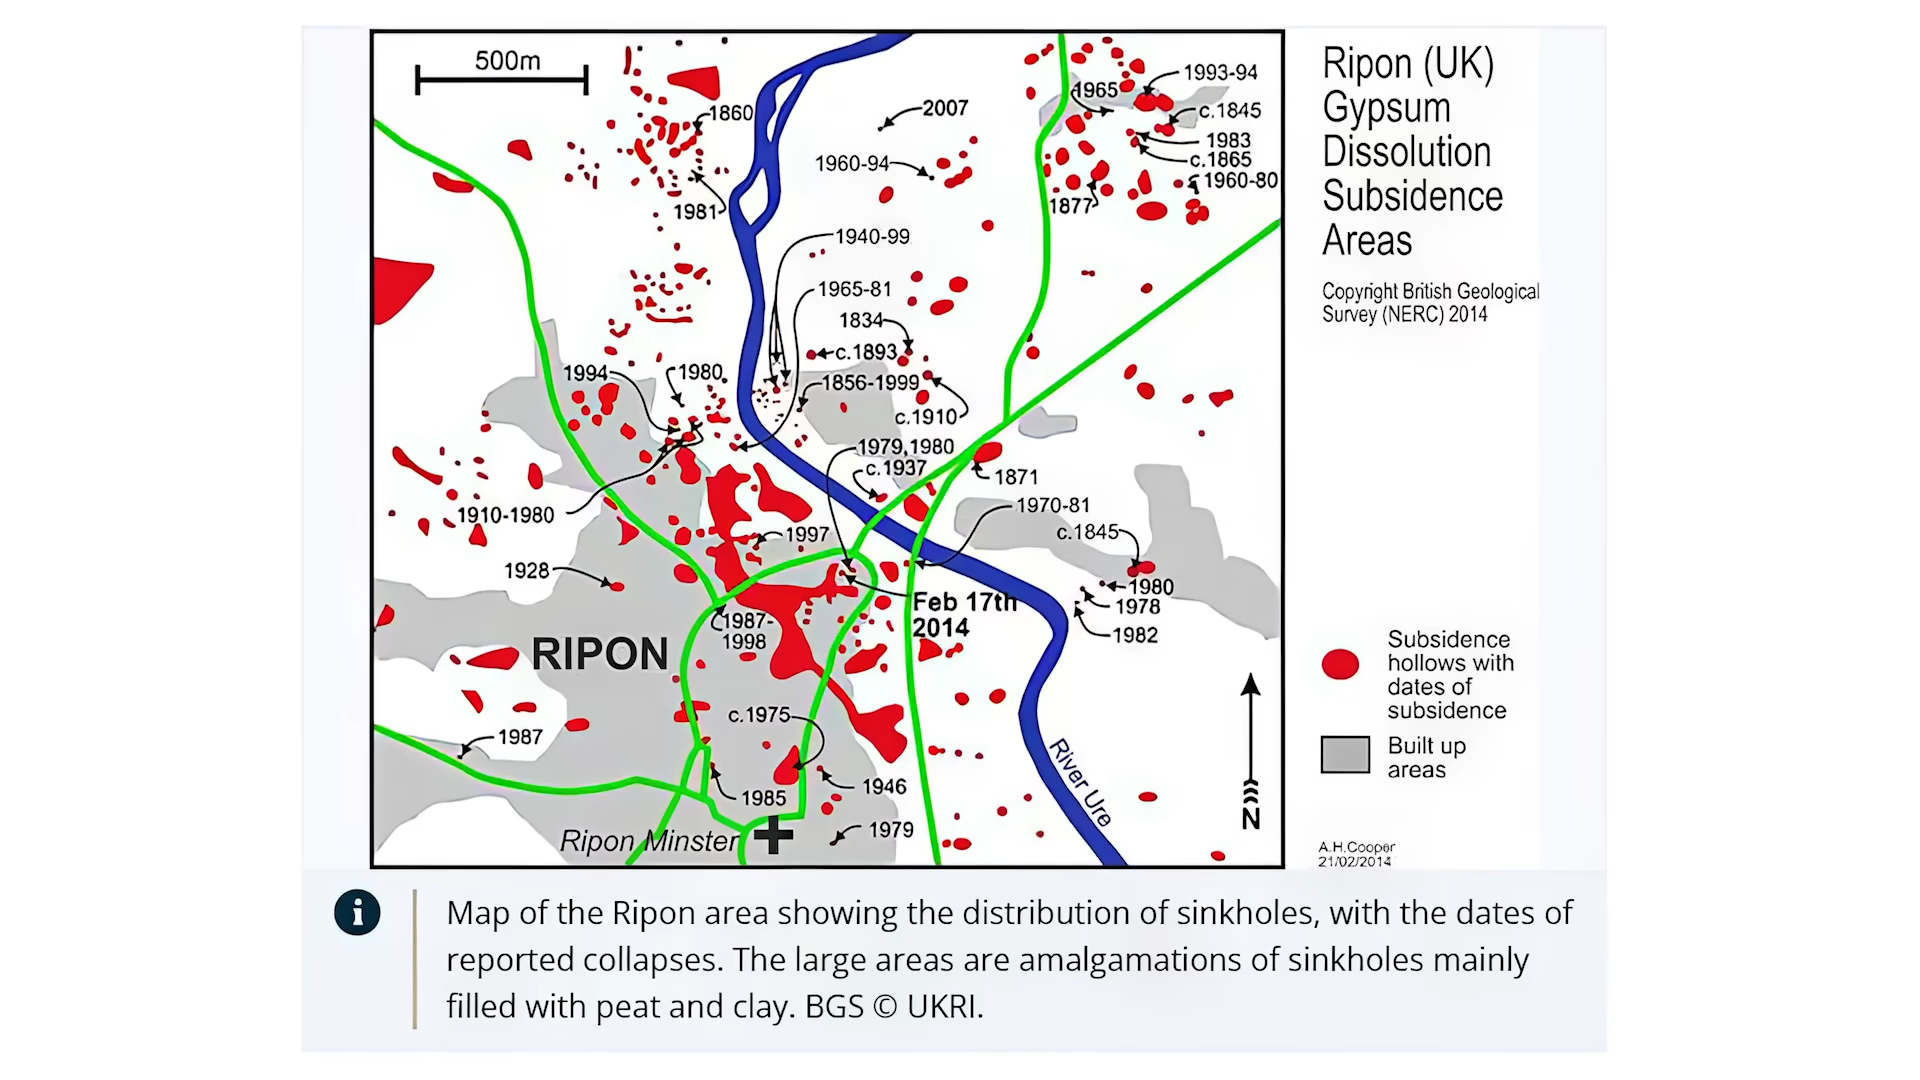 500m
1860
2007
1960-94
1981
1965
1993-94
c.1845
1983
c.1865
1960-80
1877
1940-99
1965-81
1834
c.1893
1856-1999
c.1910
1994
1980
1979,1980
c.1937
1871
1910-1980
1970-81
c.1845
1997
1928
1980
1978
1982
Feb 17th
2014
1987-
1998
RIPON
c.1975
1987
1985
1946
1979
Ripon Minster
River Ure
Ripon (UK)
Gypsum
Dissolution
Subsidence
Areas
Copyright British Geological
Survey (NERC) 2014
Subsidence
hollows with
dates of
subsidence
Built up
areas
N
A.H.Cooper
21/02/2014
i
Map of the Ripon area showing the distribution of sinkholes, with the dates of
reported collapses. The large areas are amalgamations of sinkholes mainly
filled with peat and clay. BGS © UKRI.